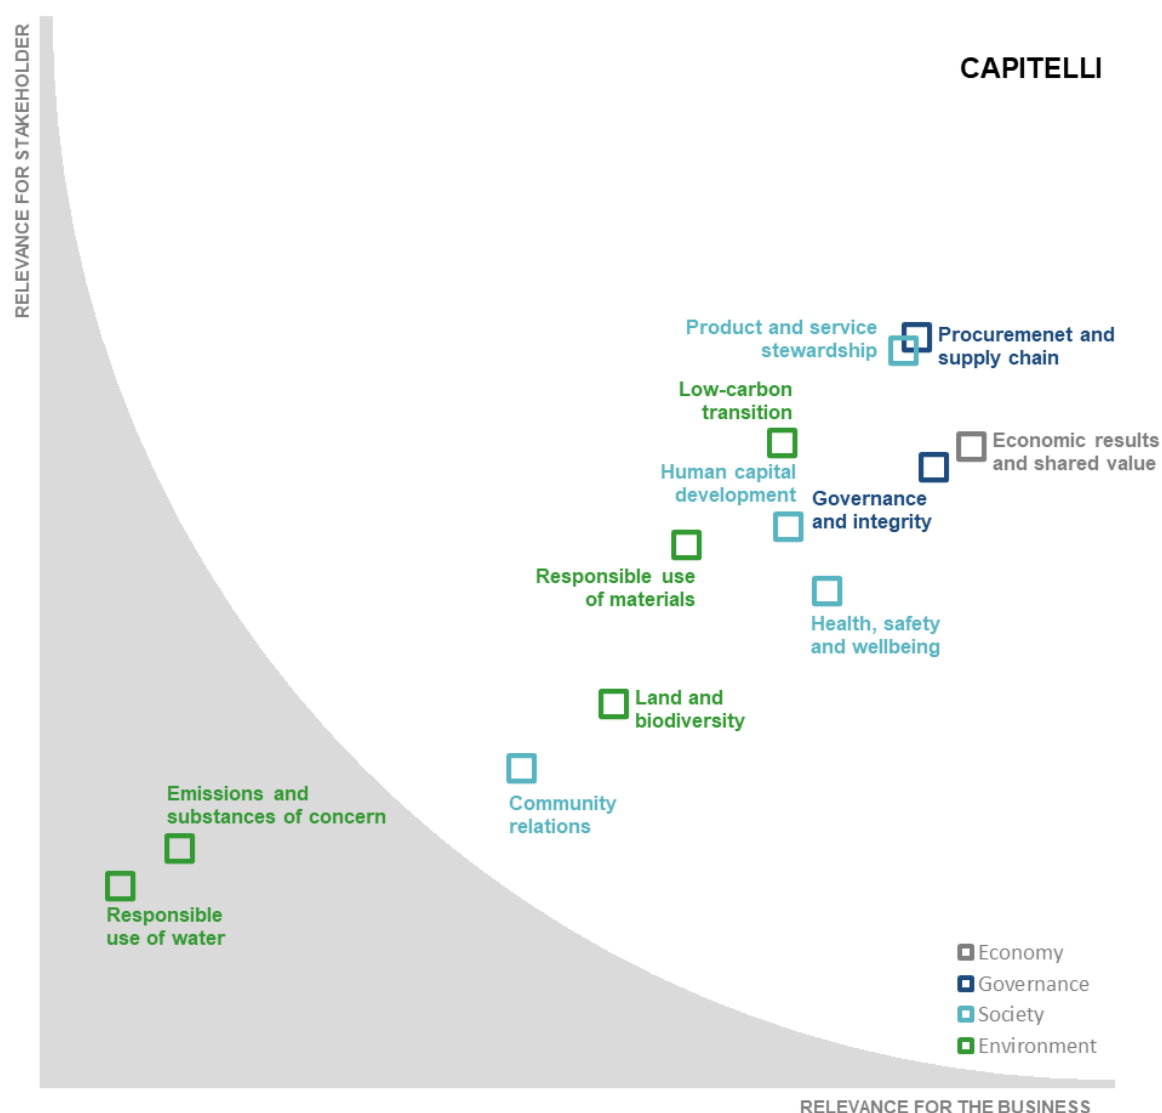 RELEVANCE FOR STAKEHOLDER
CAPITELLI
Product and service
stewardship
Procuremenet and
supply chain
Low-carbon
transition
Economic results
and shared value
Human capital
development
Governance
and integrity
Responsible use
of materials
Health, safety
and wellbeing
Land and
biodiversity
Community
relations
Emissions and
substances of concern
Responsible
use of water
Economy
Governance
Society
Environment
RELEVANCE FOR THE BUSINESS